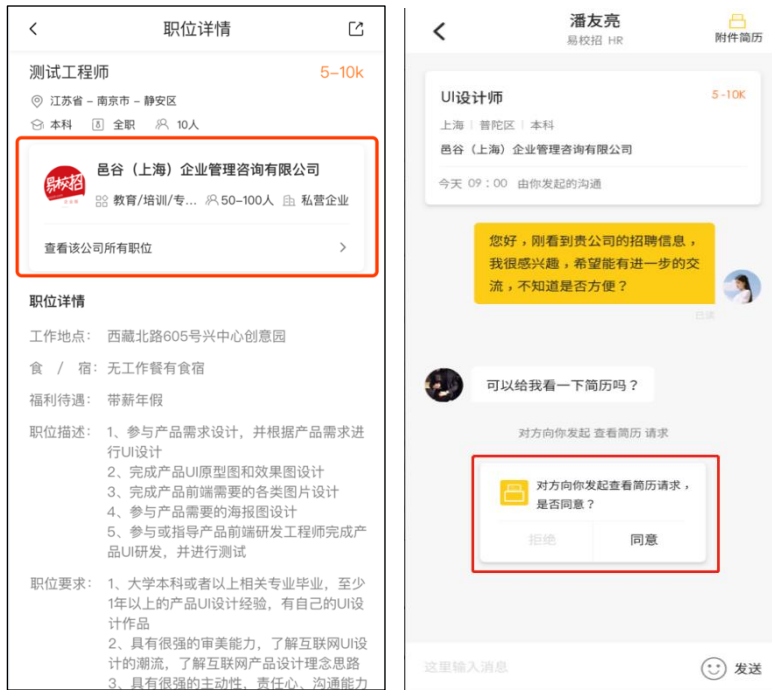 职位详情
测试工程师
5-10k
江苏省 - 南京市 - 静安区
本科 全职 10人
易校招
邑谷（上海）企业管理咨询有限公司
教育/培训/专... 50-100人 私营企业
查看该公司所有职位
职位详情
工作地点： 西藏北路605号兴中心创意园
食 / 宿： 无工作餐有食宿
福利待遇： 带薪年假
职位描述： 1、参与产品需求设计，并根据产品需求进
行UI设计
2、完成产品UI原型图和效果图设计
3、完成产品前端需要的各类图片设计
4、参与产品需要的海报图设计
5、参与或指导产品前端研发工程师完成产
品UI研发，并进行测试
职位要求： 1、大学本科或者以上相关专业毕业，至少
1年以上的产品UI设计经验，有自己的UI设
计作品
2、具有很强的审美能力，了解互联网UI设
计的潮流，了解互联网产品设计理念思路
3、具有很强的主动性，责任心、沟通能力
潘友亮
易校招 HR
附件简历
UI设计师
5-10K
上海 普陀区 本科
邑谷（上海）企业管理咨询有限公司
今天 09：00 由你发起的沟通
您好，刚看到贵公司的招聘信息，
我很感兴趣，希望能有进一步的交
流，不知道是否方便？
已读
可以给我看一下简历吗？
对方向你发起 查看简历 请求
对方向你发起查看简历请求，
是否同意？
拒绝 同意
这里输入消息
发送